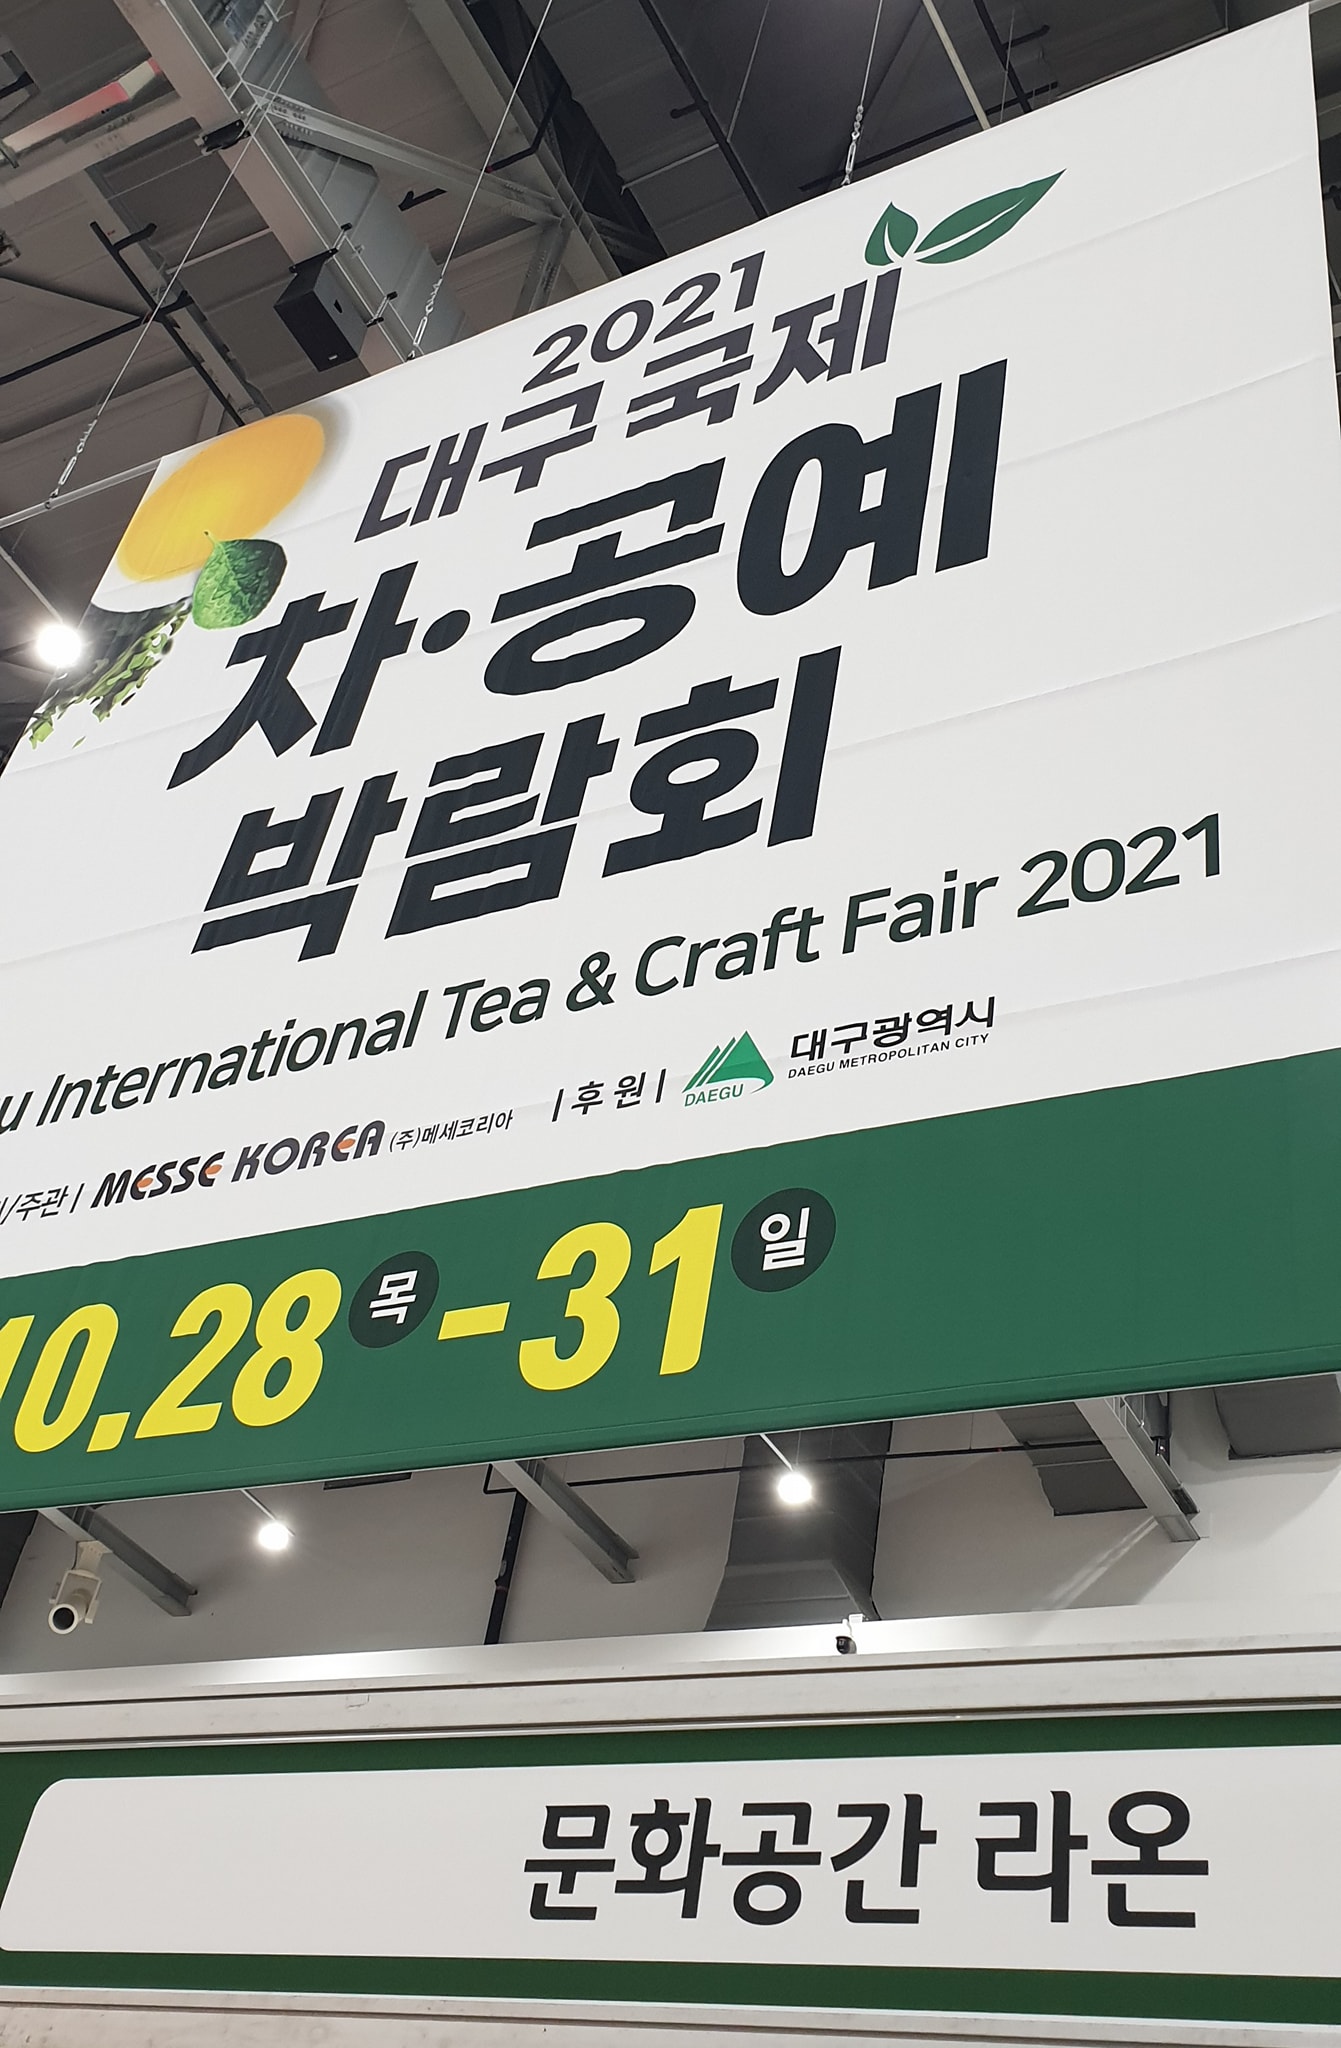 2021
대구 국제
차·공예
박람회
International Tea & Craft Fair 2021
/주관 | MESSE KOREA (주)메세코리아 | 후원 | DAEGU 대구광역시
DAEGU METROPOLITAN CITY
10.28 목 - 31 일
문화공간 라온